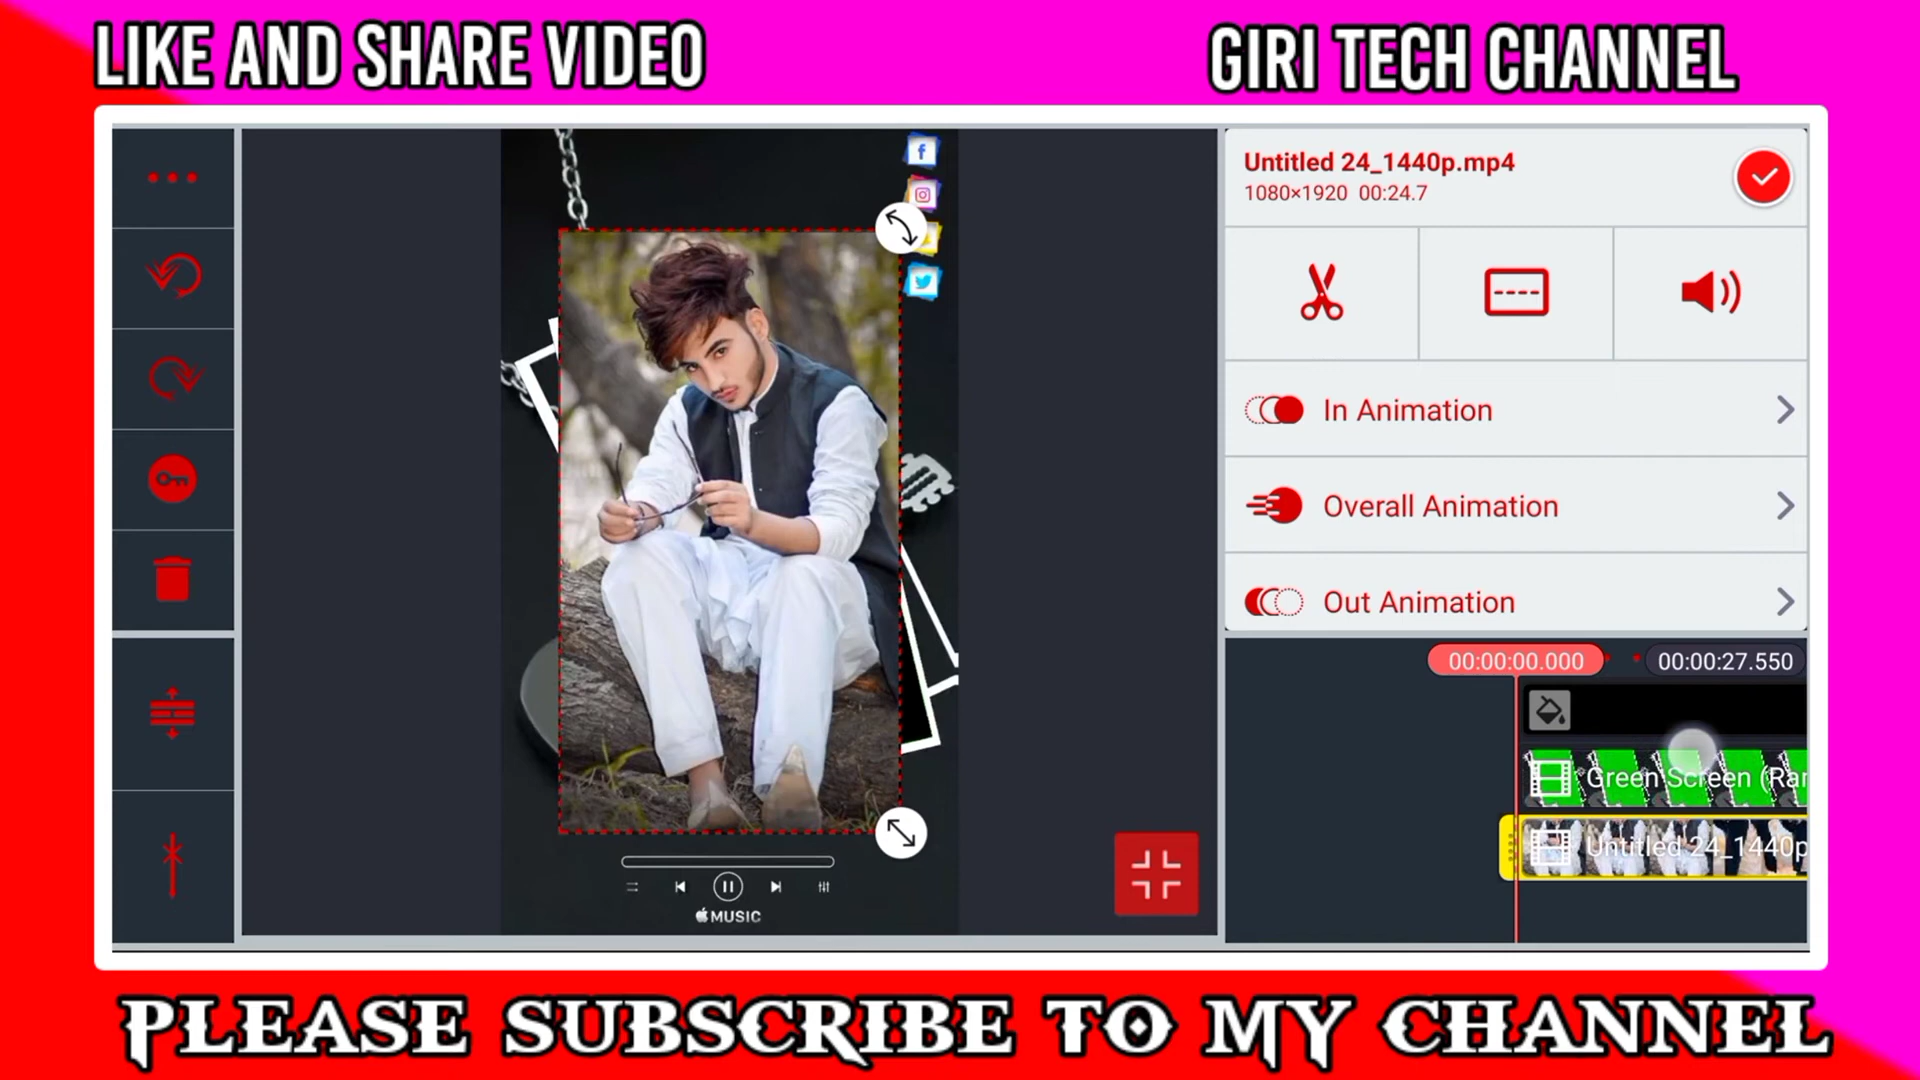 LIKE AND SHARE VIDEO
GIRI TECH CHANNEL
Untitled 24_1440p.mp4
1080×1920 00:24.7
In Animation
Overall Animation
Out Animation
00:00:00.000
00:00:27.550
Green Screen (Rar
Untitled 24_1440p
MUSIC
PLEASE SUBSCRIBE TO MY CHANNEL